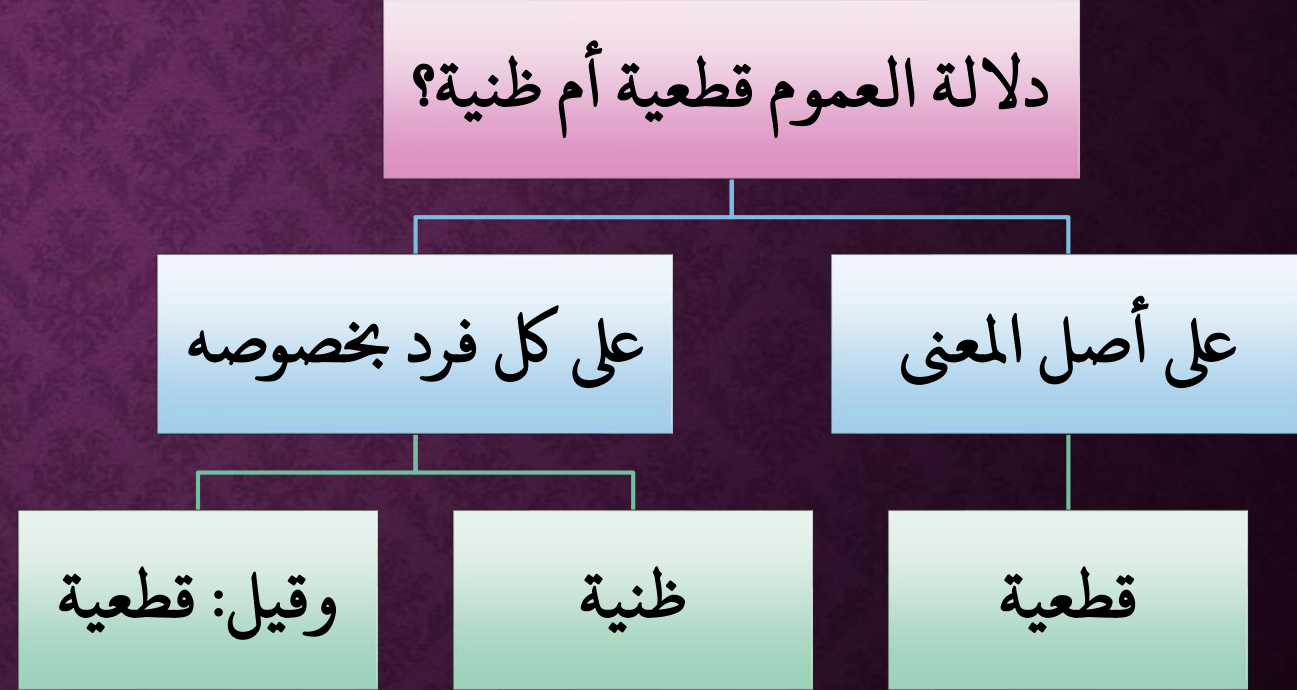 دلالة العموم قطعية أم ظنية؟
على أصل المعنى
على كل فرد بخصوصه
قطعية
ظنية
وقيل: قطعية